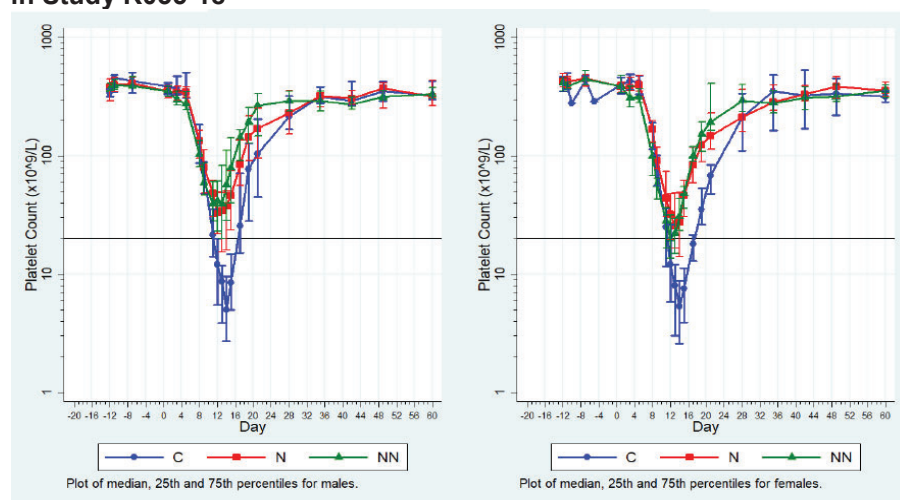 in Study
1000
100
10
1
Platelet Count (x10^9/L)
-20 -16 -12 -8 -4 0 4 8 12 16 20 24 28 32 36 40 44 48 52 56 60
Day
C N NN
Plot of median, 25th and 75th percentiles for males.
1000
100
10
1
Platelet Count (x10^9/L)
-20 -16 -12 -8 -4 0 4 8 12 16 20 24 28 32 36 40 44 48 52 56 60
Day
C N NN
Plot of median, 25th and 75th percentiles for females.